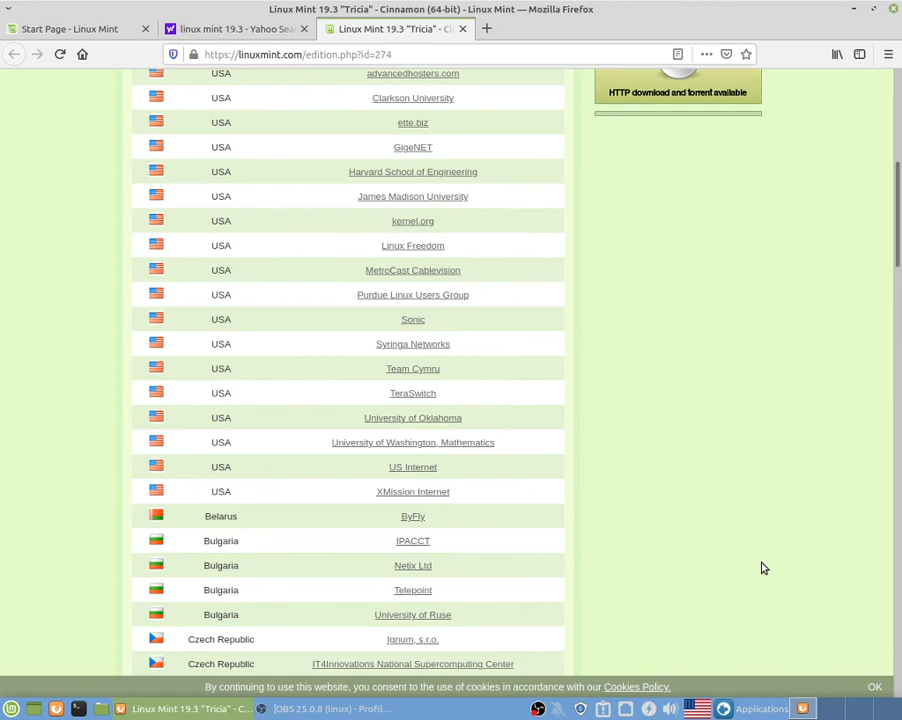 Linux Mint 19.3 "Tricia" - Cinnamon (64-bit) - Linux Mint — Mozilla Firefox
Start Page - Linux Mint
linux mint 19.3 - Yahoo Sea
Linux Mint 19.3 "Tricia" - Ci
https://linuxmint.com/edition.php?id=274
USA advancedhosters.com
HTTP download and torrent available
USA Clarkson University
USA ette.biz
USA GigeNET
USA Harvard School of Engineering
USA James Madison University
USA kernel.org
USA Linux Freedom
USA MetroCast Cablevision
USA Purdue Linux Users Group
USA Sonic
USA Syringa Networks
USA Team Cymru
USA TeraSwitch
USA University of Oklahoma
USA University of Washington, Mathematics
USA US Internet
USA XMission Internet
Belarus ByFly
Bulgaria IPACCT
Bulgaria Netix Ltd
Bulgaria Telepoint
Bulgaria University of Ruse
Czech Republic Ignum, s.r.o.
Czech Republic IT4Innovations National Supercomputing Center
By continuing to use this website, you consent to the use of cookies in accordance with our Cookies Policy. OK
Linux Mint 19.3 "Tricia" - C...
[OBS 25.0.8 (linux) - Profil...
Applications